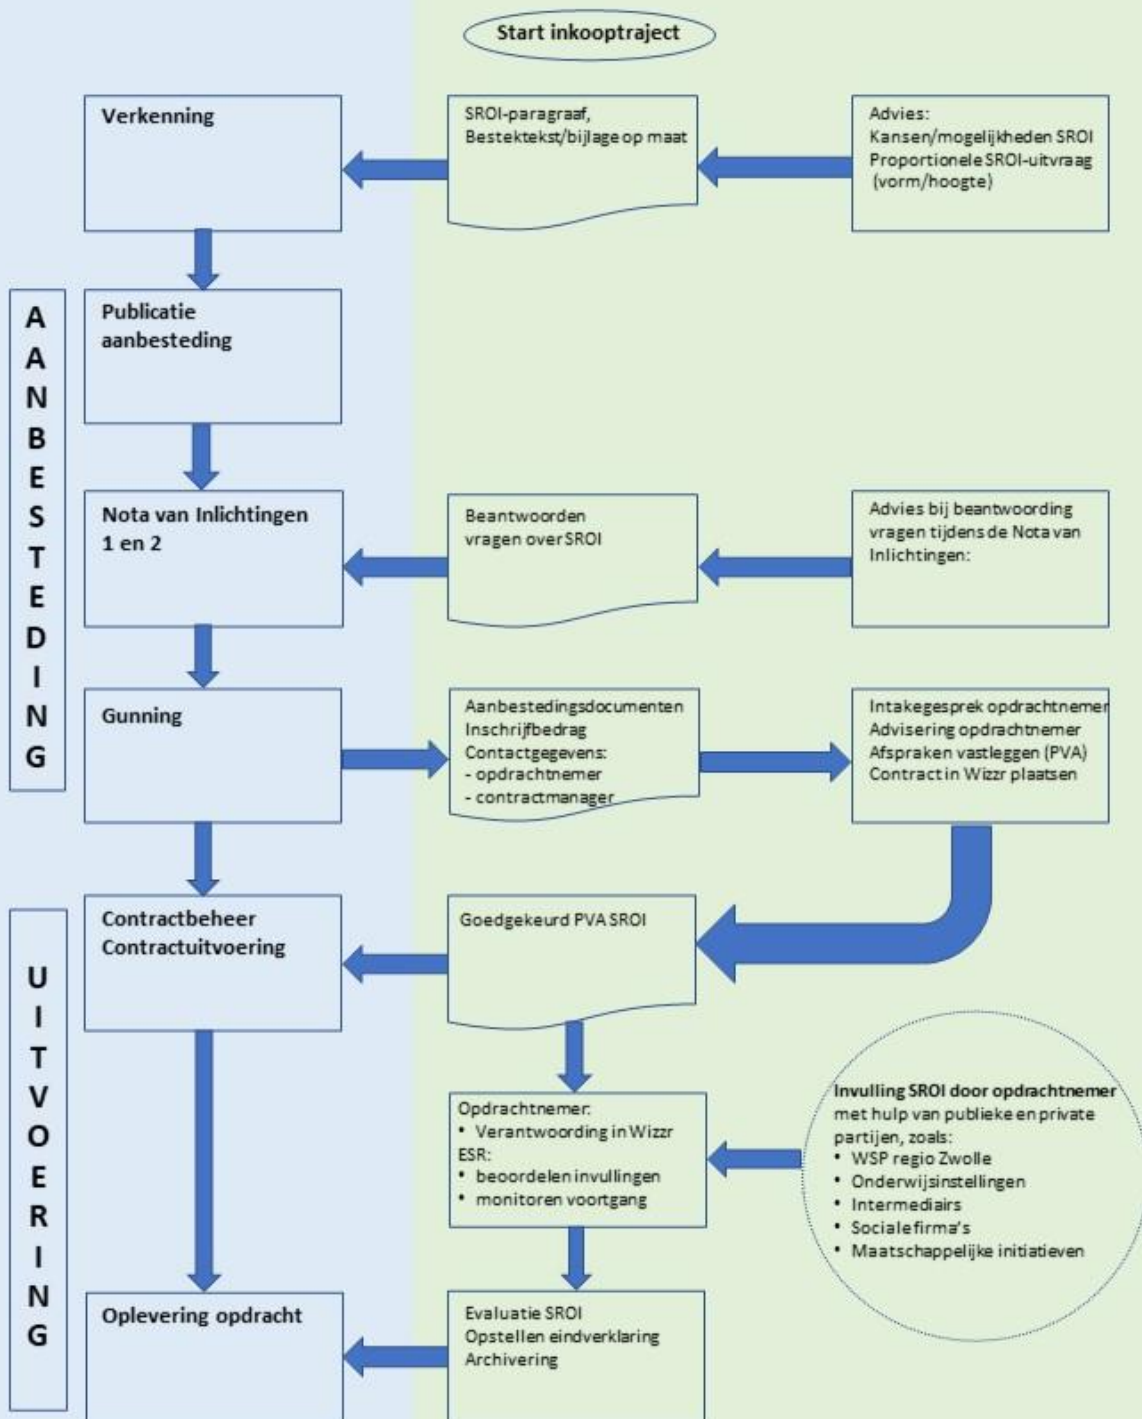 Start inkooptraject
Verkenning
SROI-paragraaf,
Bestektekst/bijlage op maat
Advies:
Kansen/mogelijkheden SROI
Proportionele SROI-uitvraag
(vorm/hoogte)
AANBESTEDING
Publicatie
aanbesteding
Nota van Inlichtingen
1 en 2
Beantwoorden
vragen over SROI
Advies bij beantwoording
vragen tijdens de Nota van
Inlichtingen:
Gunning
Aanbestedingsdocumenten
Inschrijfbedrag
Contactgegevens:
- opdrachtnemer
- contractmanager
Intakegesprek opdrachtnemer
Advisering opdrachtnemer
Afspraken vastleggen (PVA)
Contract in Wizzr plaatsen
UITVOERING
Contractbeheer
Contractuitvoering
Goedgekeurd PVA SROI
Opdrachtnemer:
• Verantwoording in Wizzr
ESR:
• beoordelen invullingen
• monitoren voortgang
Invulling SROI door opdrachtnemer
met hulp van publieke en private
partijen, zoals:
• WSP regio Zwolle
• Onderwijsinstellingen
• Intermediairs
• Sociale firma's
• Maatschappelijke initiatieven
Oplevering opdracht
Evaluatie SROI
Opstellen eindverklaring
Archivering